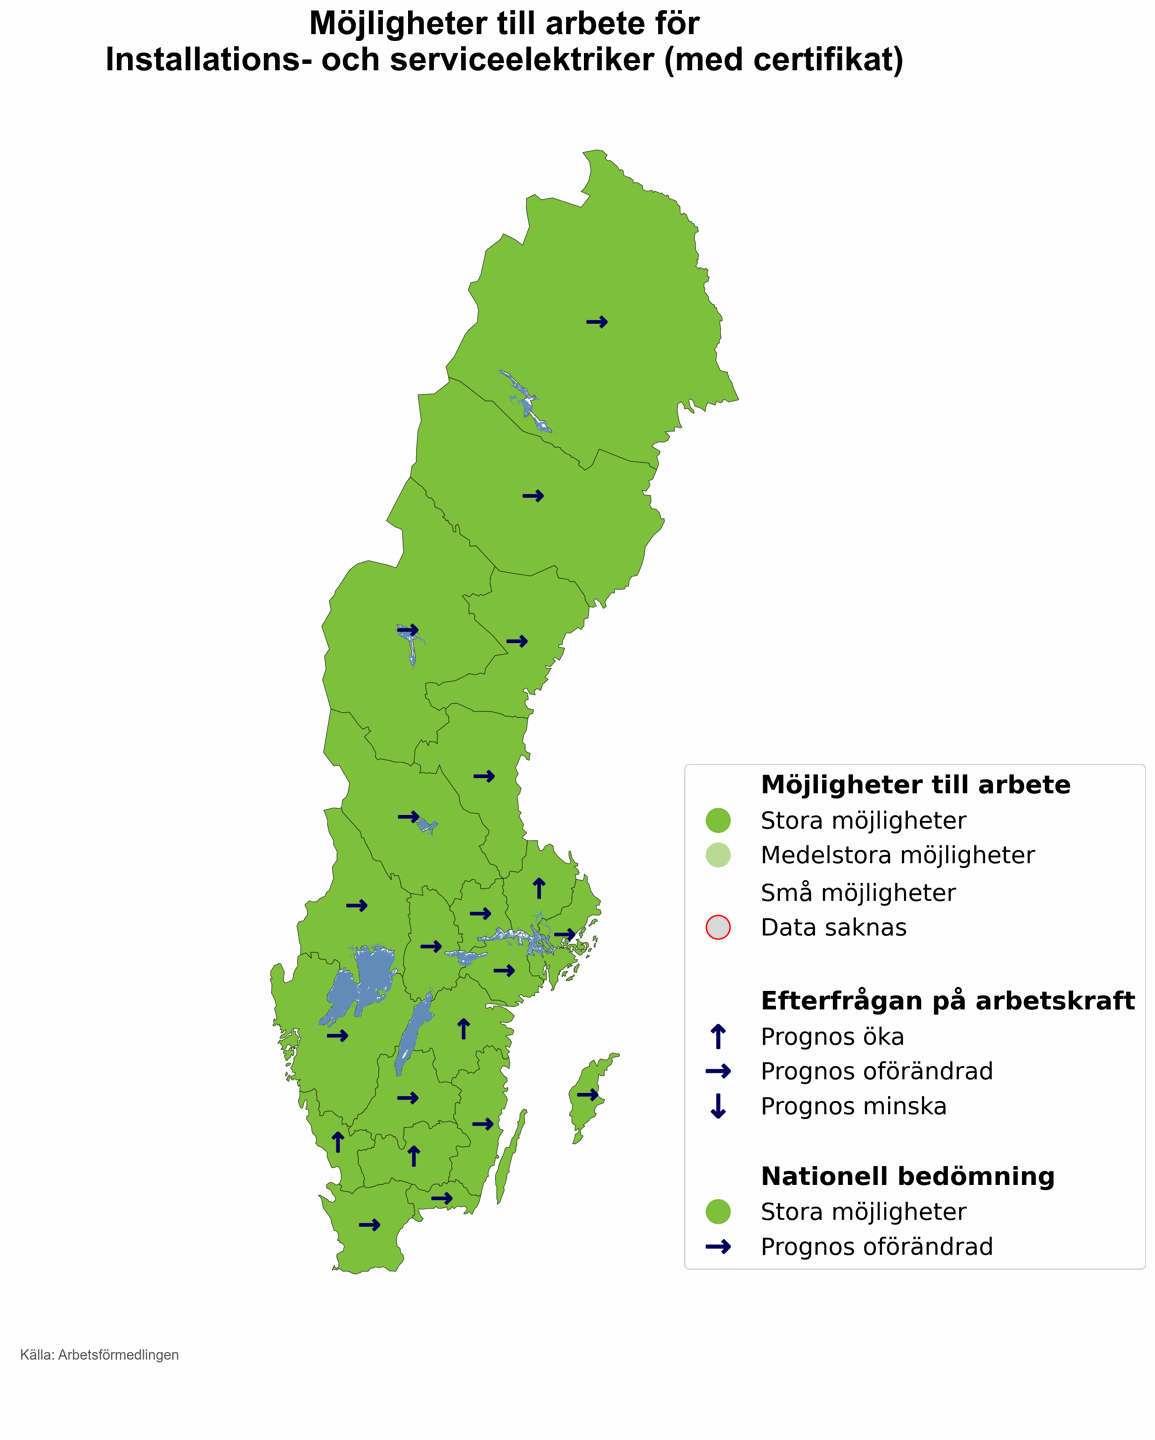 Möjligheter till arbete för
Installations- och serviceelektriker (med certifikat)
Möjligheter till arbete
Stora möjligheter
Medelstora möjligheter
Små möjligheter
Data saknas
Efterfrågan på arbetskraft
Prognos öka
Prognos oförändrad
Prognos minska
Nationell bedömning
Stora möjligheter
Prognos oförändrad
Källa: Arbetsförmedlingen